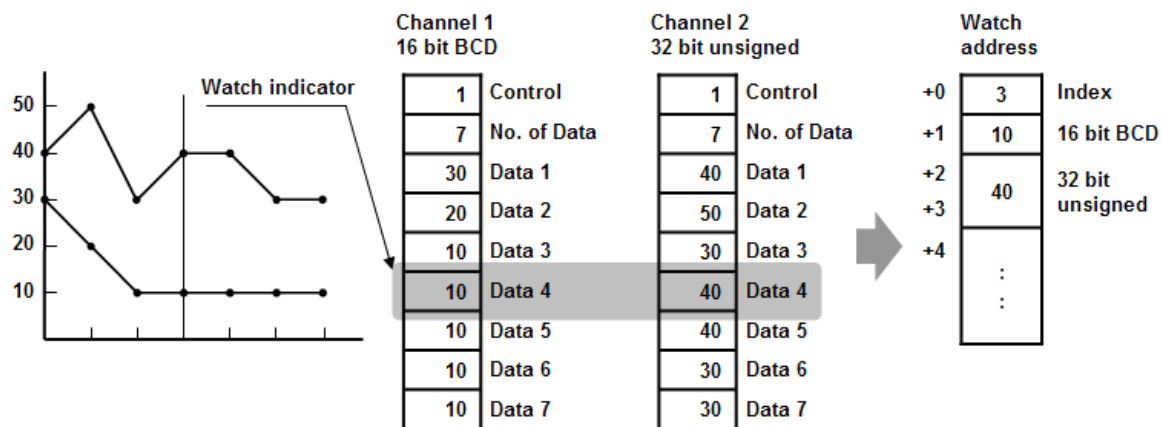 Channel 1
16 bit BCD
Channel 2
32 bit unsigned
Watch
address
Watch indicator
50
40
30
20
10
1 Control
7 No. of Data
30 Data 1
20 Data 2
10 Data 3
10 Data 4
10 Data 5
10 Data 6
10 Data 7
1 Control
7 No. of Data
40 Data 1
50 Data 2
30 Data 3
40 Data 4
40 Data 5
30 Data 6
30 Data 7
+0 3 Index
+1 10 16 bit BCD
+2
+3
40
32 bit
unsigned
+4
:
: